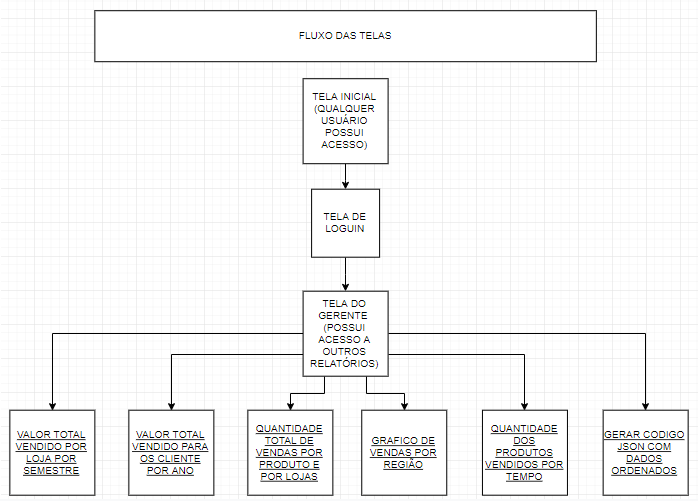 FLUXO DAS TELAS
TELA INICIAL
(QUALQUER
USUÁRIO
POSSUI
ACESSO)
TELA DE
LOGUIN
TELA DO
GERENTE
(POSSUI
ACESSO A
OUTROS
RELATÓRIOS)
VALOR TOTAL
VENDIDO POR
LOJA POR
SEMESTRE
VALOR TOTAL
VENDIDO PARA
OS CLIENTE
POR ANO
QUANTIDADE
TOTAL DE
VENDAS POR
PRODUTO E
POR LOJAS
GRAFICO DE
VENDAS POR
REGIÃO
QUANTIDADE
DOS
PRODUTOS
VENDIDOS POR
TEMPO
GERAR CODIGO
JSON COM
DADOS
ORDENADOS